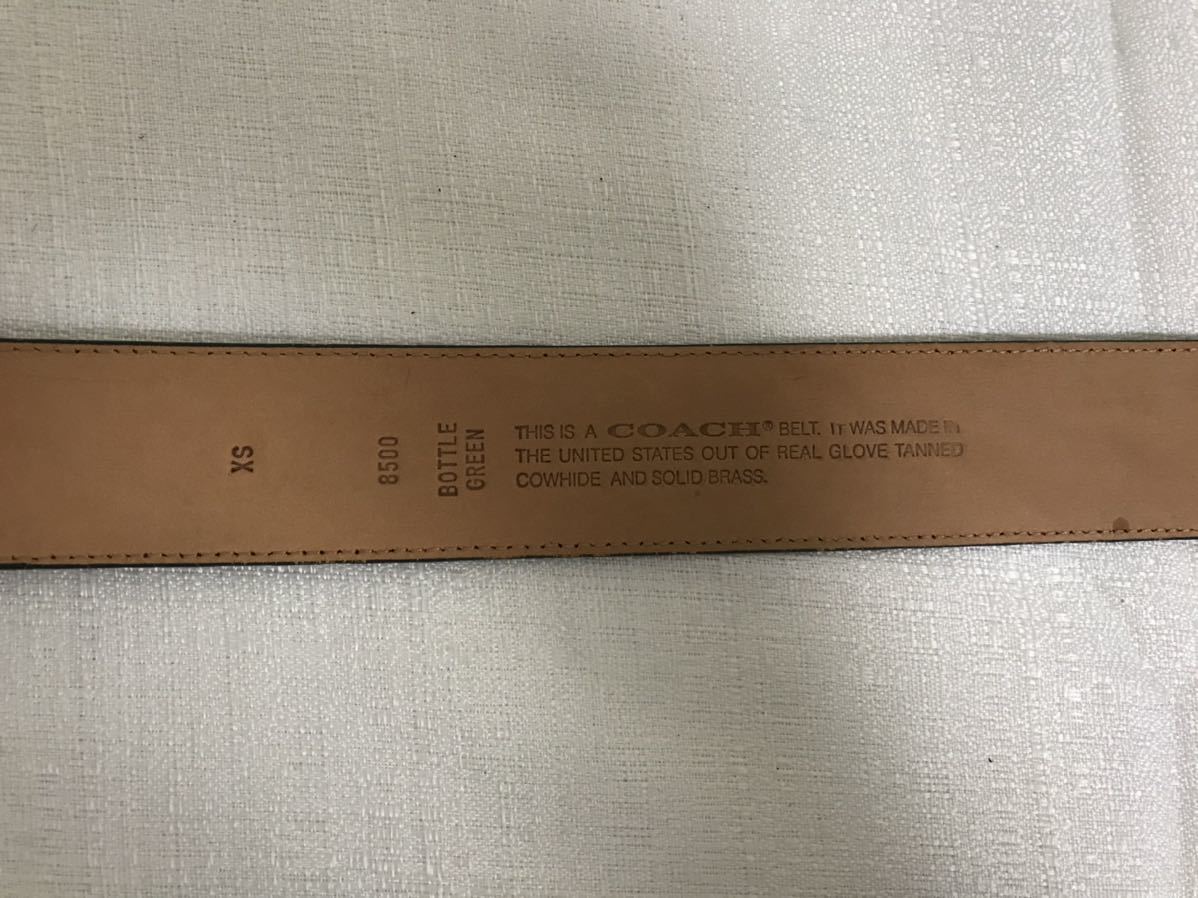 XS
8500
BOTTLE
GREEN
THIS IS A COACH® BELT. IT WAS MADE IN
THE UNITED STATES OUT OF REAL GLOVE TANNED
COWHIDE AND SOLID BRASS.